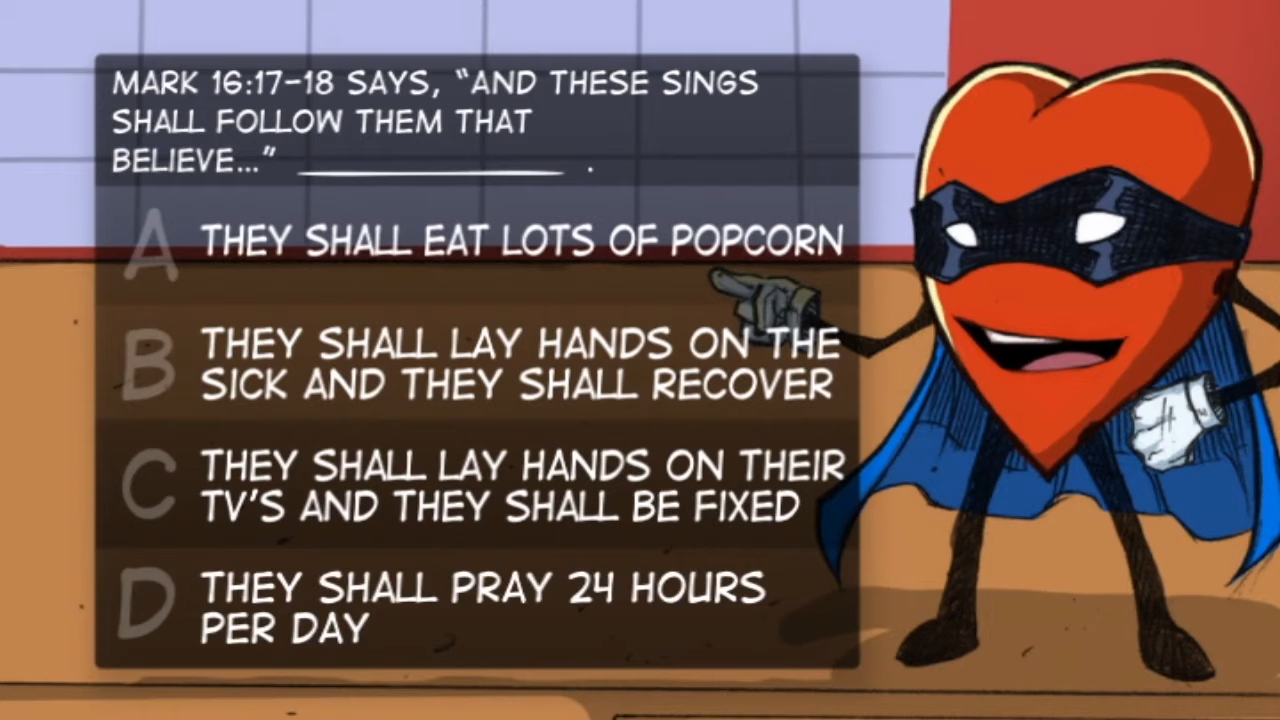 MARK 16:17-18 SAYS, "AND THESE SINGS
SHALL FOLLOW THEM THAT
BELIEVE..." ______________ .
A THEY SHALL EAT LOTS OF POPCORN
B THEY SHALL LAY HANDS ON THE
SICK AND THEY SHALL RECOVER
C THEY SHALL LAY HANDS ON THEIR
TV'S AND THEY SHALL BE FIXED
D THEY SHALL PRAY 24 HOURS
PER DAY